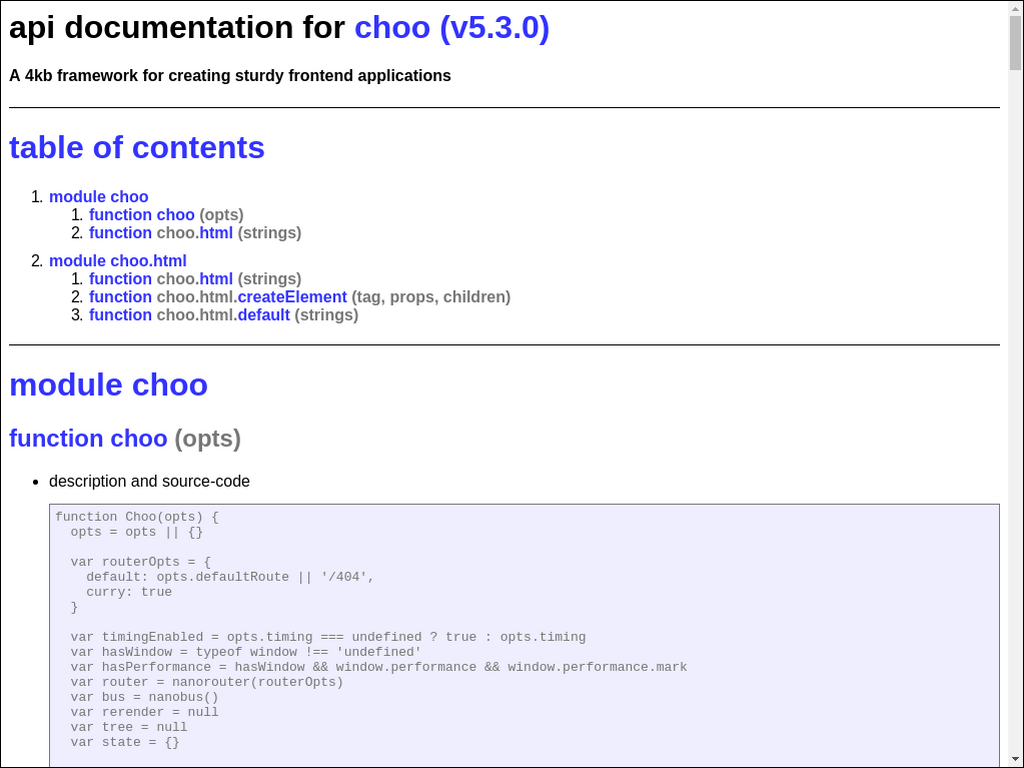 api documentation for choo (v5.3.0)
A 4kb framework for creating sturdy frontend applications
table of contents
1. module choo
1. function choo (opts)
2. function choo.html (strings)
2. module choo.html
1. function choo.html (strings)
2. function choo.html.createElement (tag, props, children)
3. function choo.html.default (strings)
module choo
function choo (opts)
• description and source-code
function Choo(opts) {
  opts = opts || {}
  var routerOpts = {
    default: opts.defaultRoute || '/404',
    curry: true
  }
  var timingEnabled = opts.timing === undefined ? true : opts.timing
  var hasWindow = typeof window !== 'undefined'
  var hasPerformance = hasWindow && window.performance && window.performance.mark
  var router = nanorouter(routerOpts)
  var bus = nanobus()
  var rerender = null
  var tree = null
  var state = {}